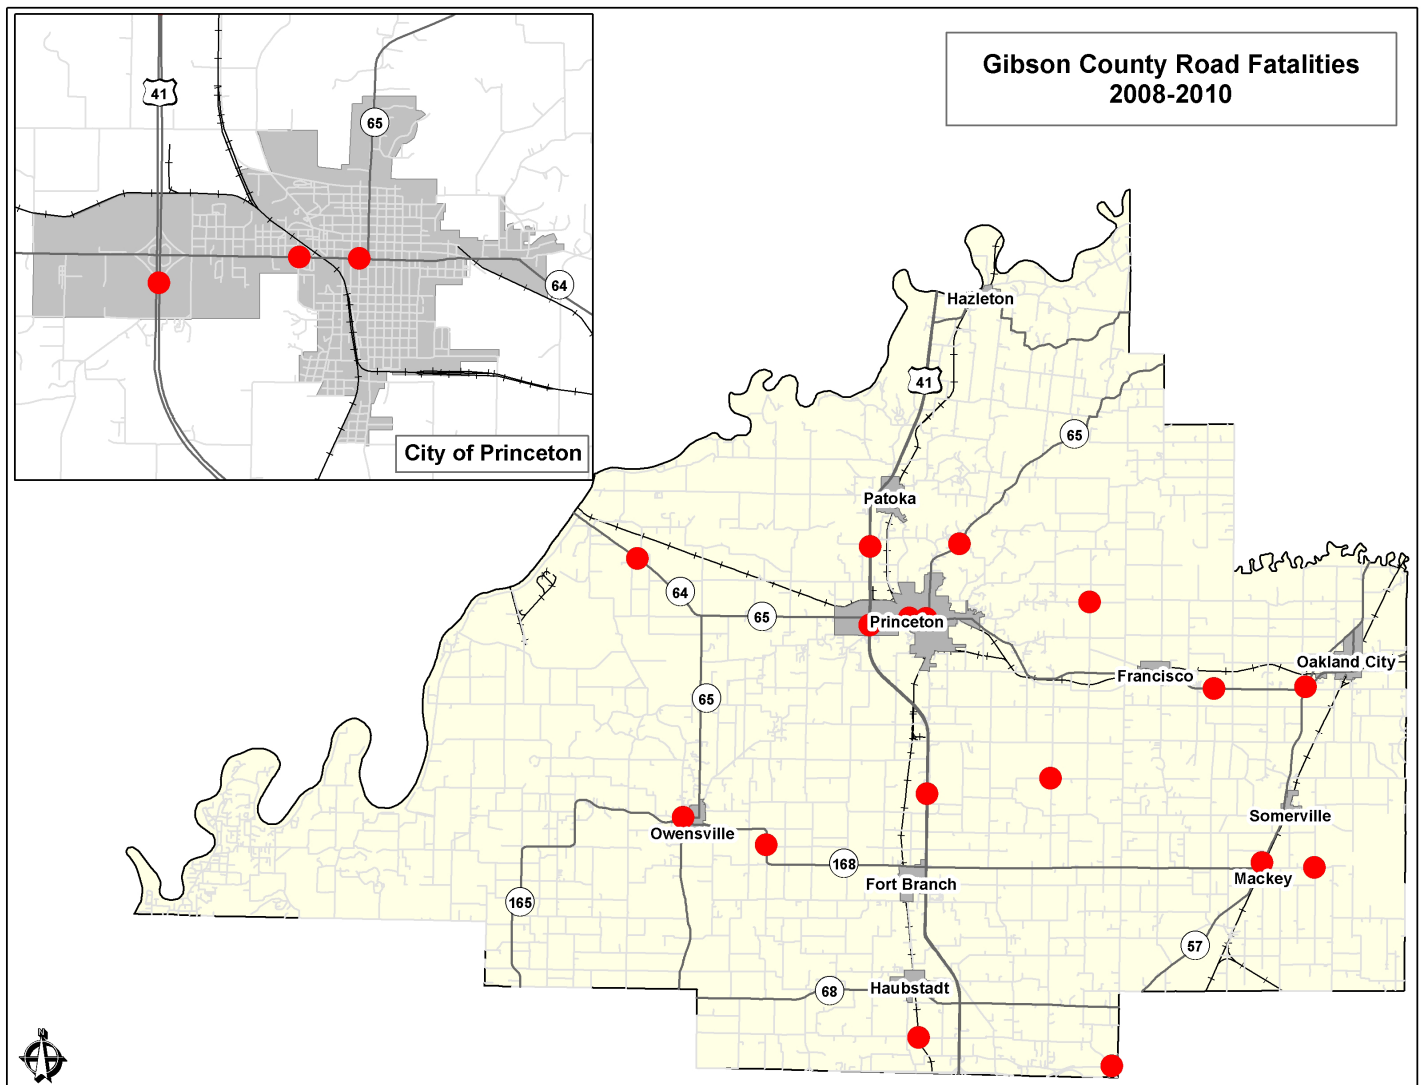 Gibson County Road Fatalities
2008-2010
41
65
64
City of Princeton
Hazleton
41
65
Patoka
64
65
Princeton
Oakland City
Francisco
65
Somerville
Owensville
168
Mackey
Fort Branch
165
57
Haubstadt
68
N